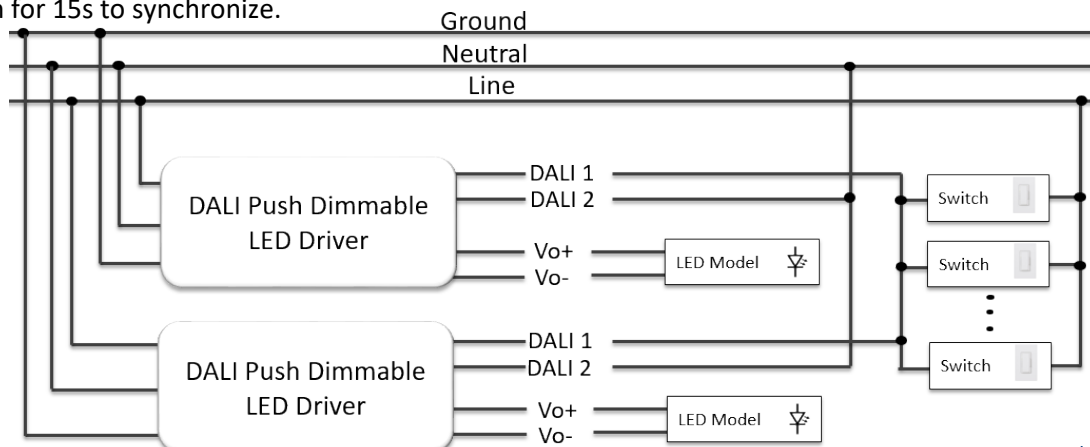 for 15s to synchronize.
Ground
Neutral
Line
DALI Push Dimmable
LED Driver
DALI 1
DALI 2
Vo+
Vo-
LED Model
Switch
Switch
Switch
DALI Push Dimmable
LED Driver
DALI 1
DALI 2
Vo+
Vo-
LED Model